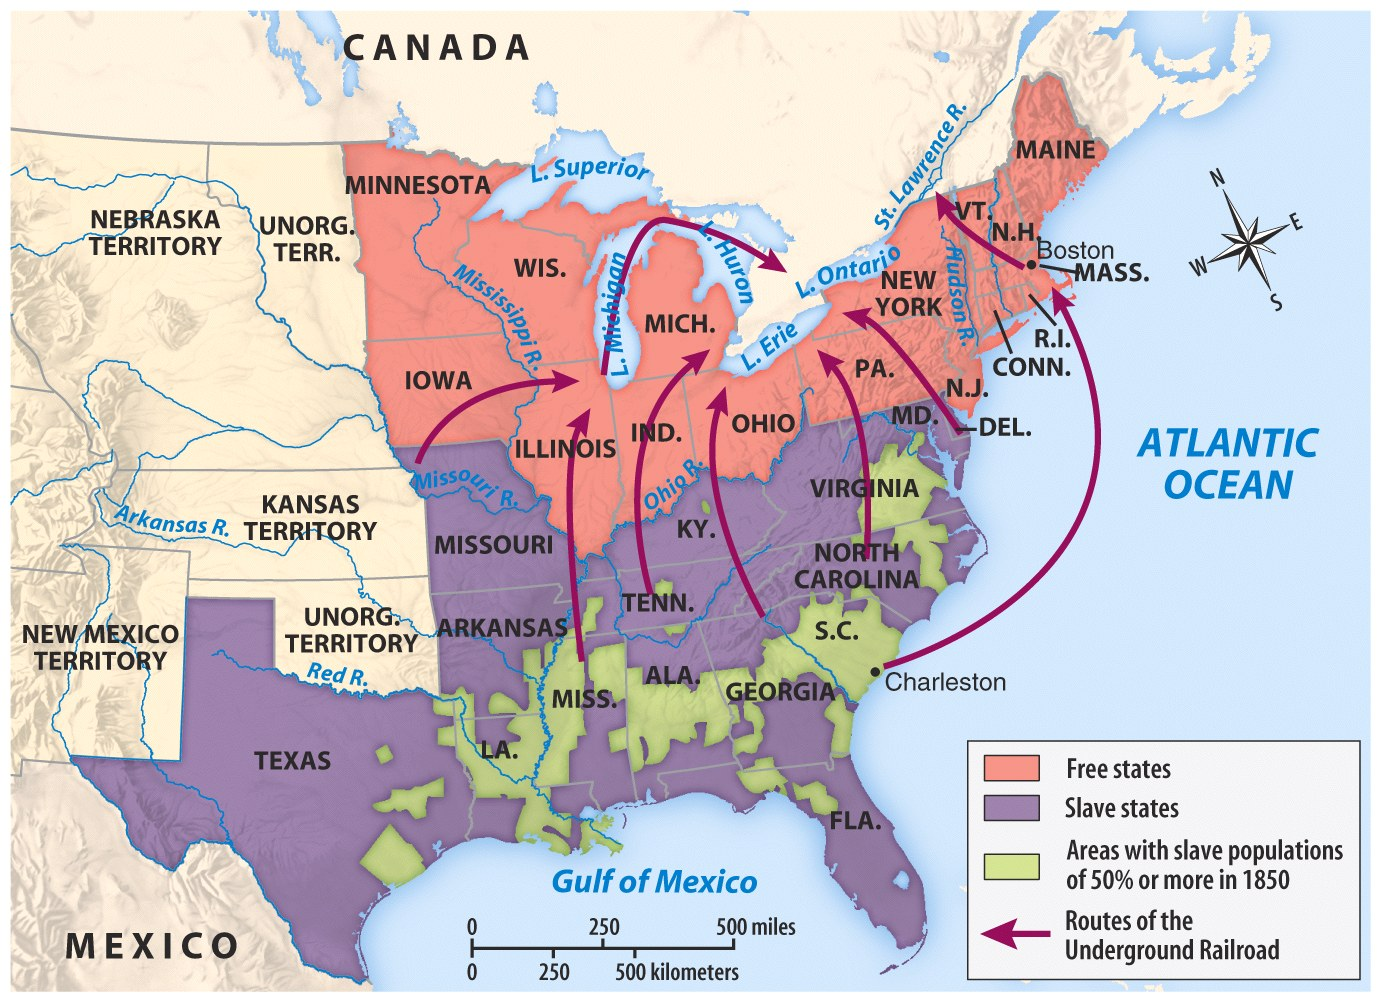 CANADA
MAINE
St. Lawrence R.
L. Superior
MINNESOTA
NEBRASKA
TERRITORY
UNORG.
TERR.
VT.
N.H.
Boston
MASS.
L. Huron
L. Ontario
WIS.
Mississippi R.
L. Michigan
NEW
YORK
Hudson R.
MICH.
L. Erie
R.I.
CONN.
IOWA
PA.
N.J.
MD.
DEL.
ILLINOIS
IND.
OHIO
ATLANTIC
OCEAN
Missouri R.
Ohio R.
VIRGINIA
KANSAS
TERRITORY
Arkansas R.
MISSOURI
KY.
NORTH
CAROLINA
UNORG.
TERRITORY
NEW MEXICO
TERRITORY
ARKANSAS
TENN.
S.C.
Red R.
MISS.
ALA.
GEORGIA
Charleston
TEXAS
LA.
FLA.
Gulf of Mexico
MEXICO
0 250 500 miles
0 250 500 kilometers
N
E
W
S
Free states
Slave states
Areas with slave populations
of 50% or more in 1850
Routes of the
Underground Railroad